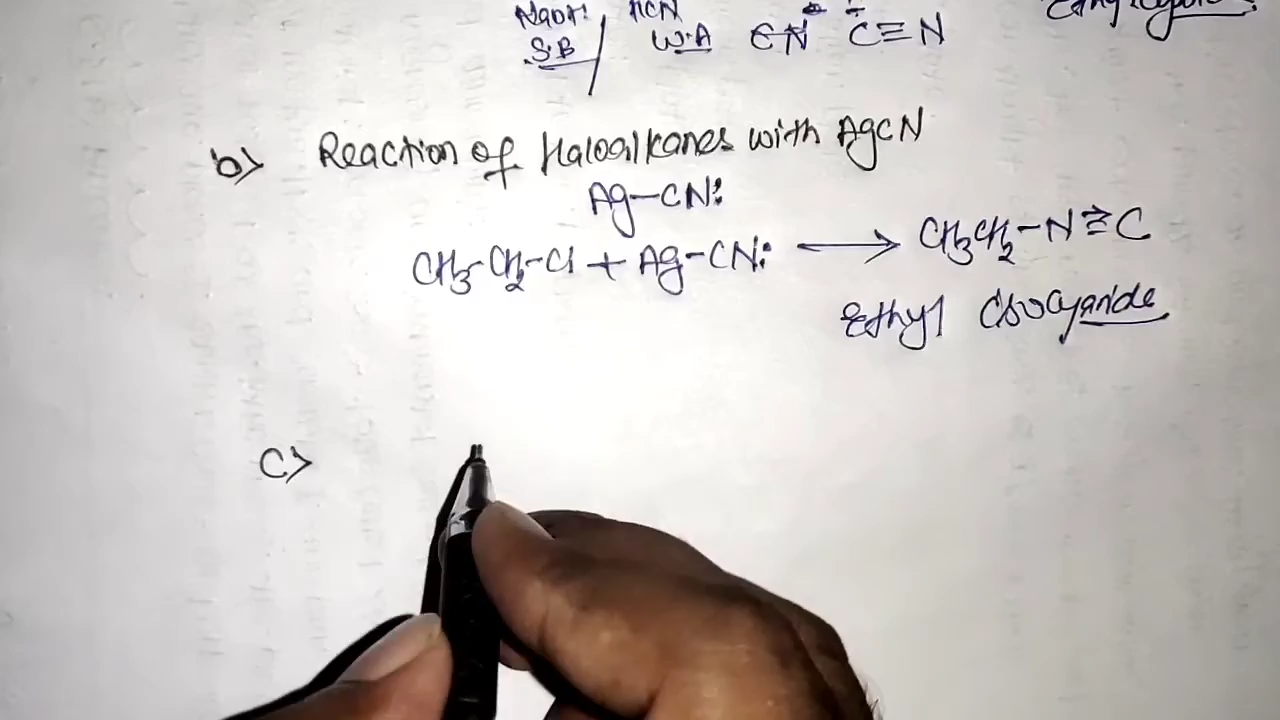 NaOH / HCN
S.B W.A CN C≡N
b> Reaction of Haloalkanes with AgCN
Ag-CN:
CH3-CH2-Cl + Ag-CN: → CH3CH2-N≡C
Ethyl isocyanide
c>